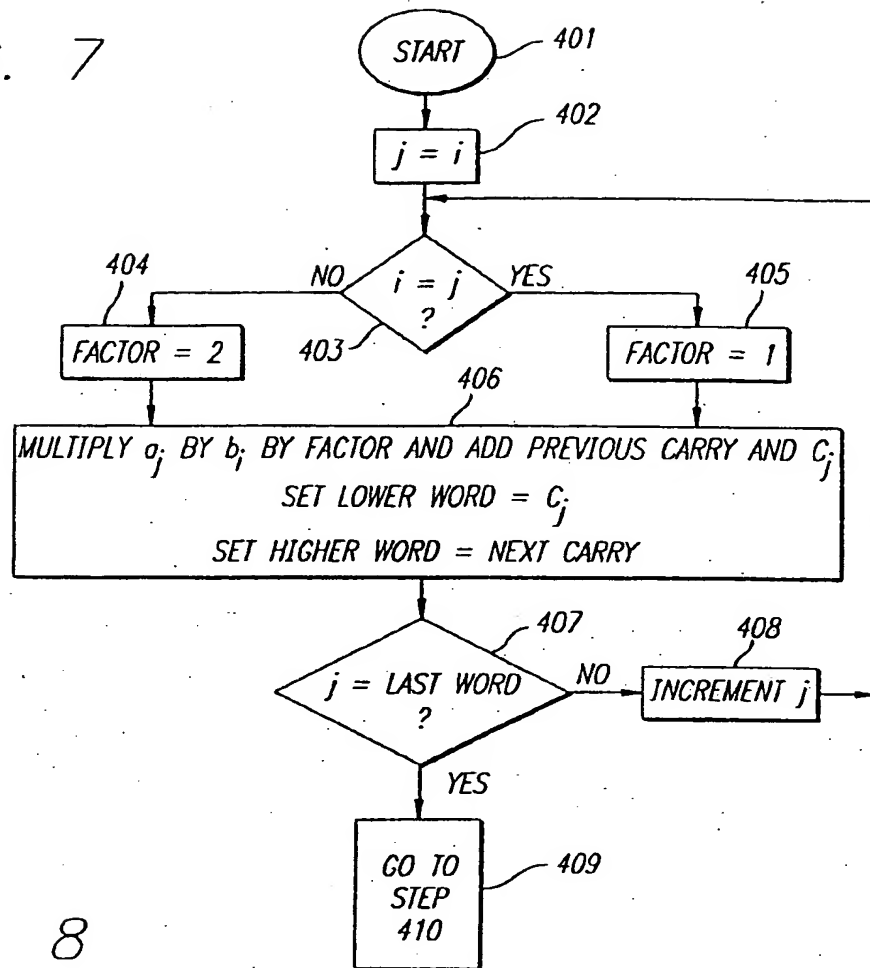 . 7
START
401
402
j = i
404
NO
i = j
?
YES
405
403
FACTOR = 2
FACTOR = 1
406
MULTIPLY aj BY bi BY FACTOR AND ADD PREVIOUS CARRY AND Cj
SET LOWER WORD = Cj
SET HIGHER WORD = NEXT CARRY
407
j = LAST WORD
?
NO
408
INCREMENT j
YES
GO TO
STEP
410
409
8